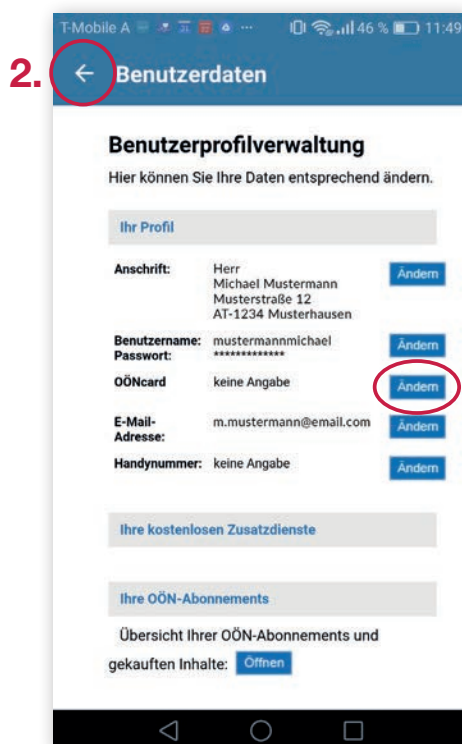 T-Mobile A ... 46 % 11:49
2.
← Benutzerdaten
Benutzerprofilverwaltung
Hier können Sie Ihre Daten entsprechend ändern.
Ihr Profil
Anschrift: Herr Ändern
Michael Mustermann
Musterstraße 12
AT-1234 Musterhausen
Benutzername: mustermannmichael Ändern
Passwort: *************
OÖNcard keine Angabe Ändern
E-Mail- m.mustermann@email.com Ändern
Adresse:
Handynummer: keine Angabe Ändern
Ihre kostenlosen Zusatzdienste
Ihre OÖN-Abonnements
Übersicht Ihrer OÖN-Abonnements und
gekauften Inhalte: Öffnen